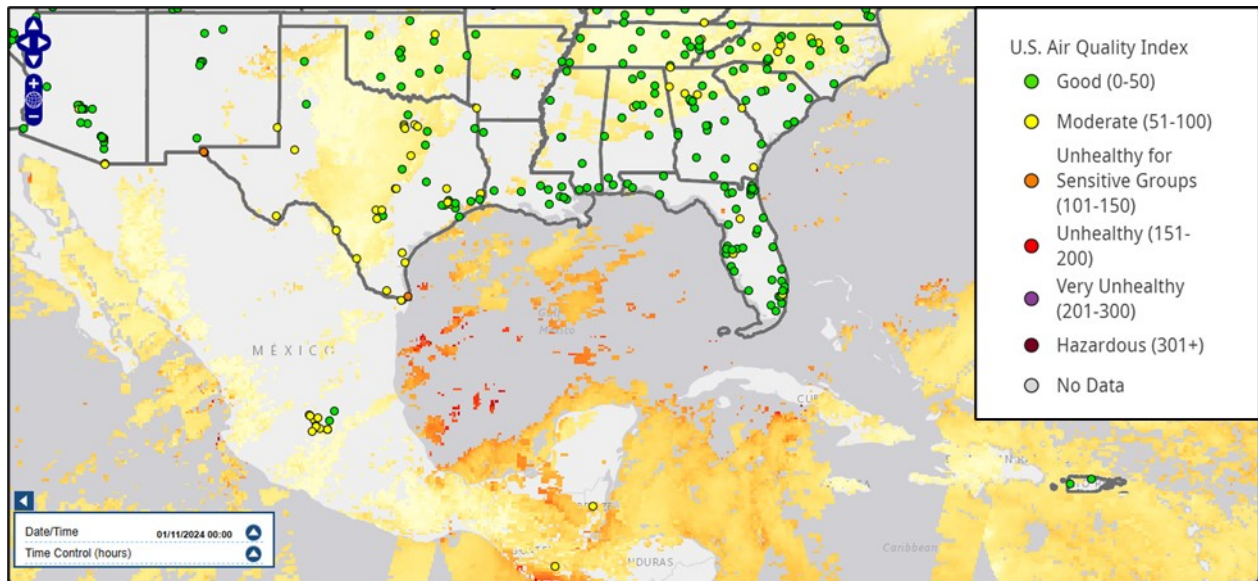 U.S. Air Quality Index
Good (0-50)
Moderate (51-100)
Unhealthy for
Sensitive Groups
(101-150)
Unhealthy (151-
200)
Very Unhealthy
(201-300)
Hazardous (301+)
No Data
Gulf
México
MÉXICO
Caribbean
Date/Time 01/11/2024 00:00
Time Control (hours)